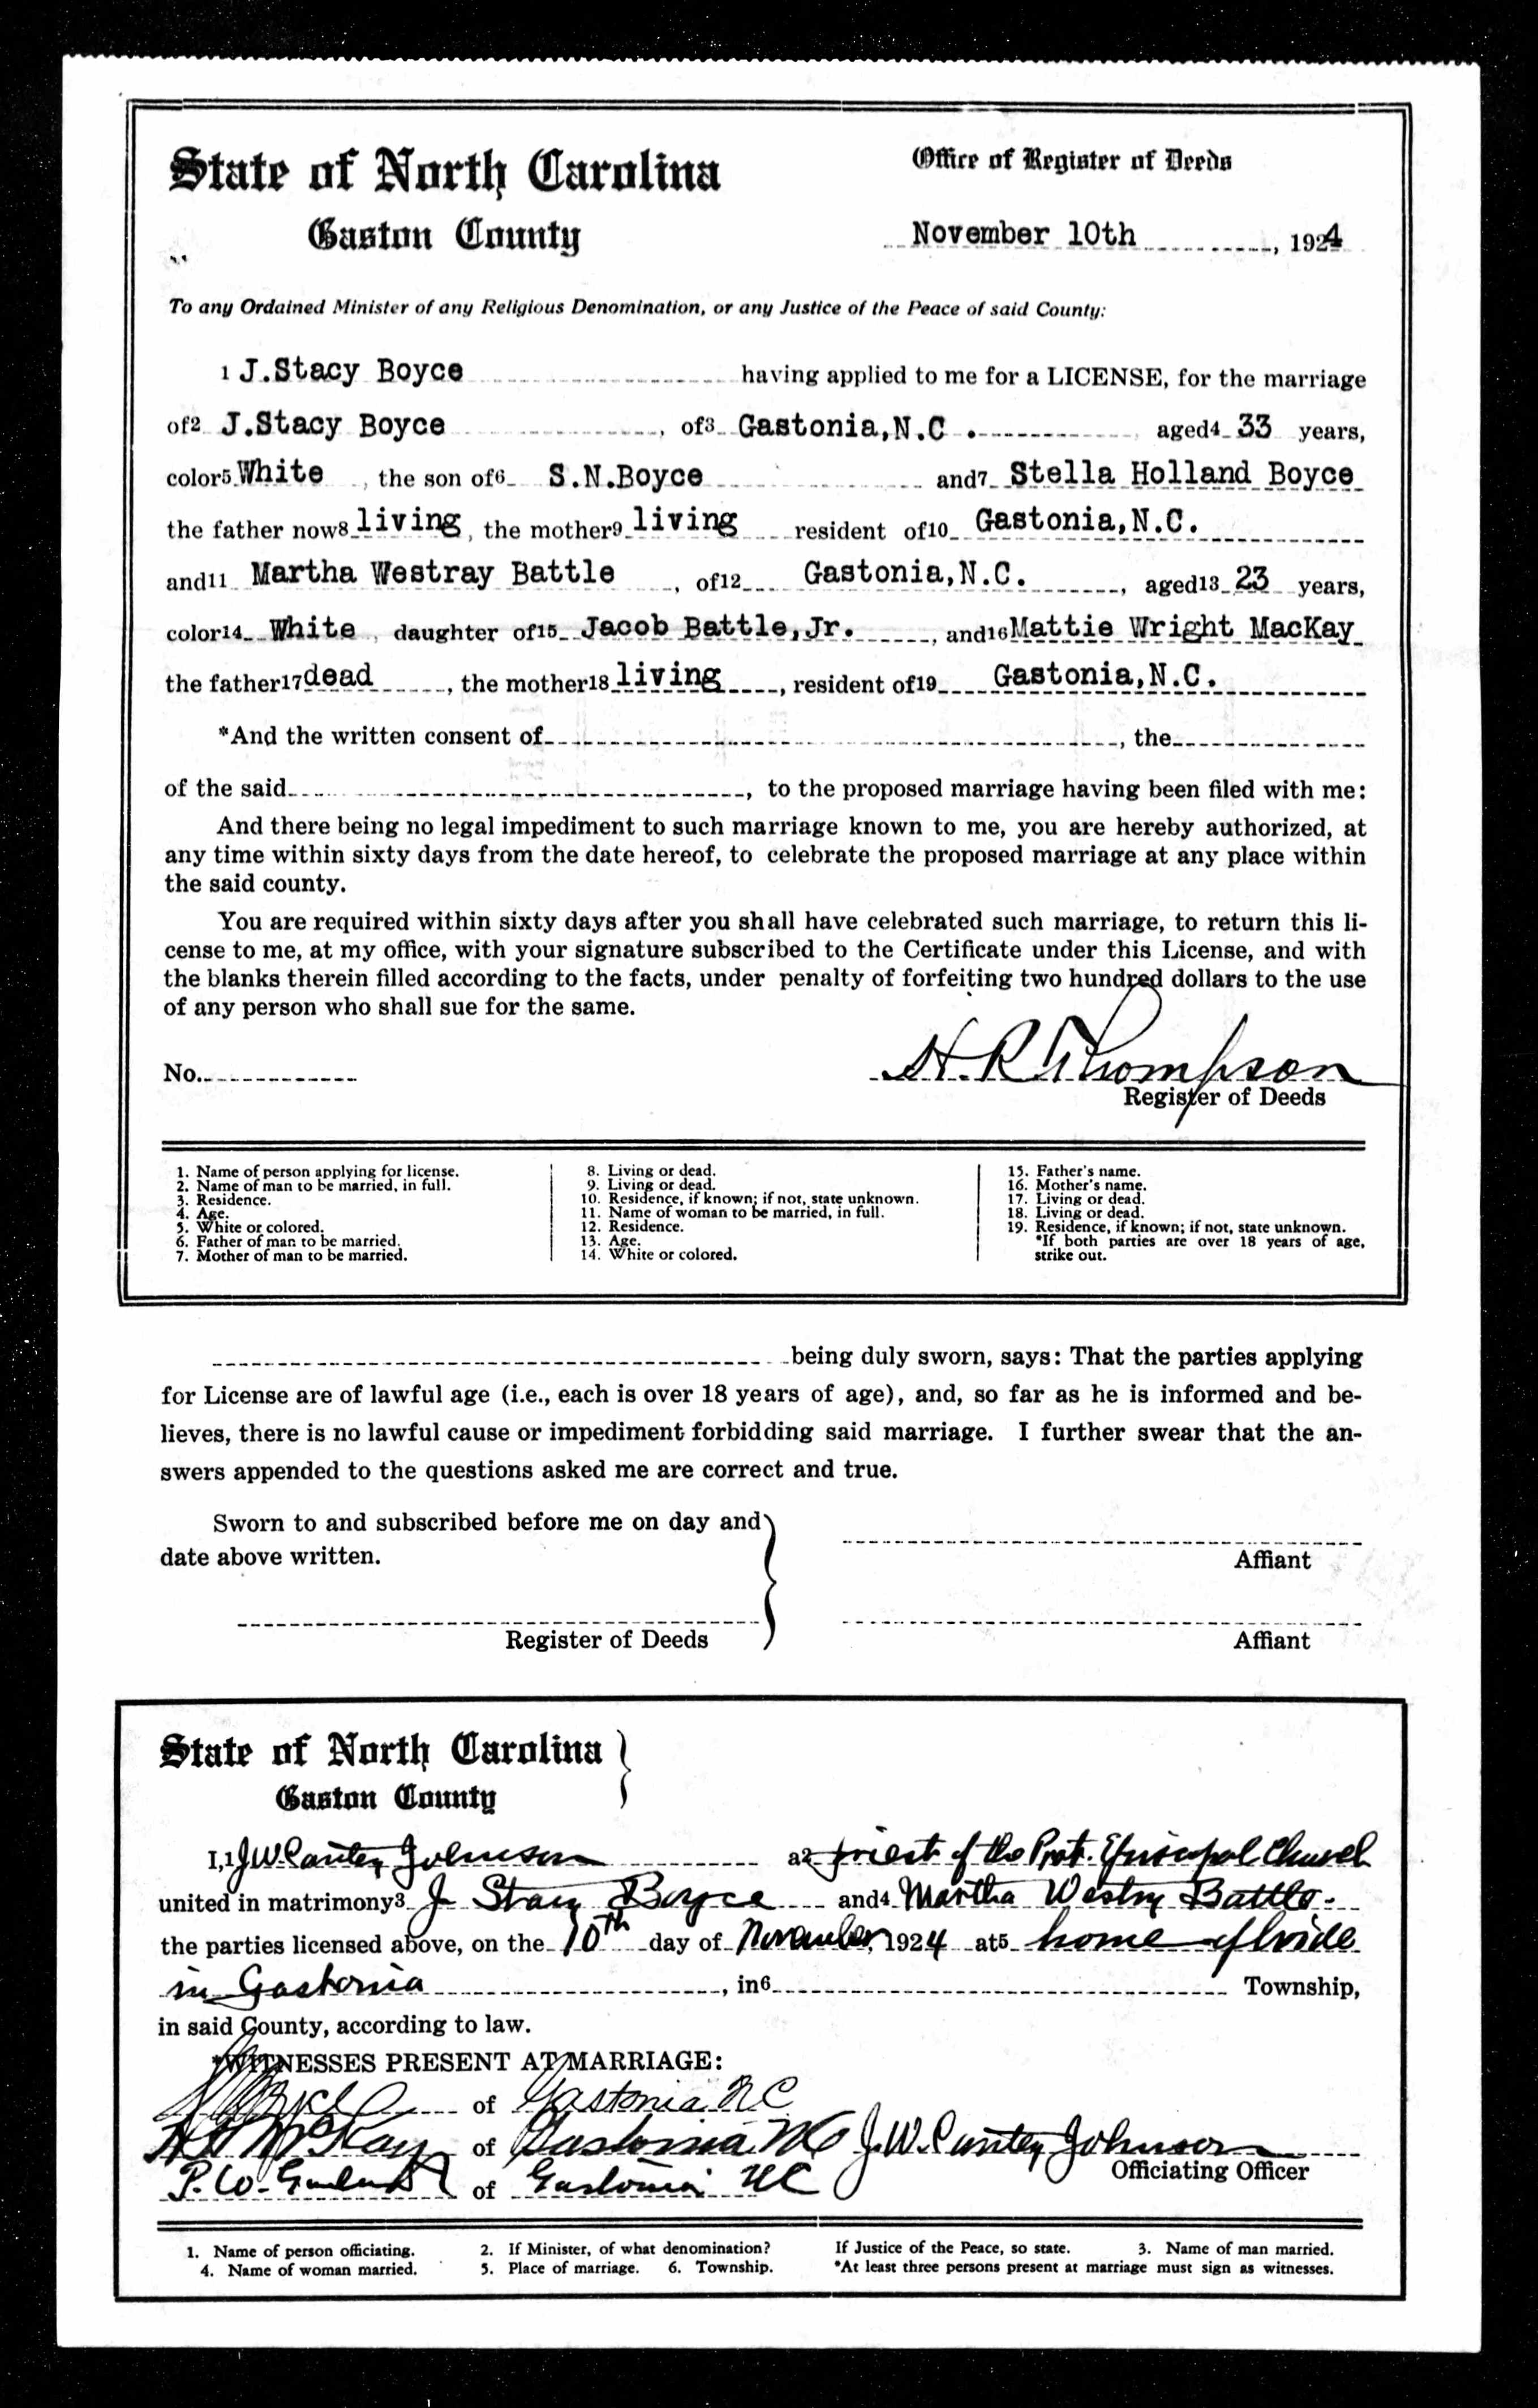 State of North Carolina
Gaston County
Office of Register of Deeds
November 10th, 1924
To any Ordained Minister of any Religious Denomination, or any Justice of the Peace of said County:
1 J.Stacy Boyce having applied to me for a LICENSE, for the marriage
of2 J.Stacy Boyce, of3 Gastonia,N.C. aged4 33 years,
color5 White, the son of6 S.N.Boyce and7 Stella Holland Boyce
the father now8 living, the mother9 living resident of10 Gastonia,N.C.
and11 Martha Westray Battle, of12 Gastonia,N.C., aged13 23 years,
color14 White, daughter of15 Jacob Battle,Jr., and16 Mattie Wright MacKay
the father17 dead, the mother18 living, resident of19 Gastonia,N.C.
*And the written consent of, the
of the said, to the proposed marriage having been filed with me:
And there being no legal impediment to such marriage known to me, you are hereby authorized, at
any time within sixty days from the date hereof, to celebrate the proposed marriage at any place within
the said county.
You are required within sixty days after you shall have celebrated such marriage, to return this li-
cense to me, at my office, with your signature subscribed to the Certificate under this License, and with
the blanks therein filled according to the facts, under penalty of forfeiting two hundred dollars to the use
of any person who shall sue for the same.
No.
H. R Thompson
Register of Deeds
1. Name of person applying for license.
2. Name of man to be married, in full.
3. Residence.
4. Age.
5. White or colored.
6. Father of man to be married.
7. Mother of man to be married.
8. Living or dead.
9. Living or dead.
10. Residence, if known; if not, state unknown.
11. Name of woman to be married, in full.
12. Residence.
13. Age.
14. White or colored.
15. Father's name.
16. Mother's name.
17. Living or dead.
18. Living or dead.
19. Residence, if known; if not, state unknown.
*If both parties are over 18 years of age,
strike out.
being duly sworn, says: That the parties applying
for License are of lawful age (i.e., each is over 18 years of age), and, so far as he is informed and be-
lieves, there is no lawful cause or impediment forbidding said marriage. I further swear that the an-
swers appended to the questions asked me are correct and true.
Sworn to and subscribed before me on day and
date above written.
Affiant
Register of Deeds
Affiant
State of North Carolina
Gaston County
I,1 J.W. Cantey Johnson a2 priest of the Prot. Episcopal Church
united in matrimony3 J Stacy Boyce and4 Martha Westry Battle
the parties licensed above, on the 10th day of November, 1924 at5 home of bride
in Gastonia, in6 Township,
in said County, according to law.
*WITNESSES PRESENT AT MARRIAGE:
of Gastonia N C
McKay of Gastonia N C
P. W. of Gastonia N C
J.W. Cantey Johnson
Officiating Officer
1. Name of person officiating. 2. If Minister, of what denomination? If Justice of the Peace, so state. 3. Name of man married.
4. Name of woman married. 5. Place of marriage. 6. Township. *At least three persons present at marriage must sign as witnesses.